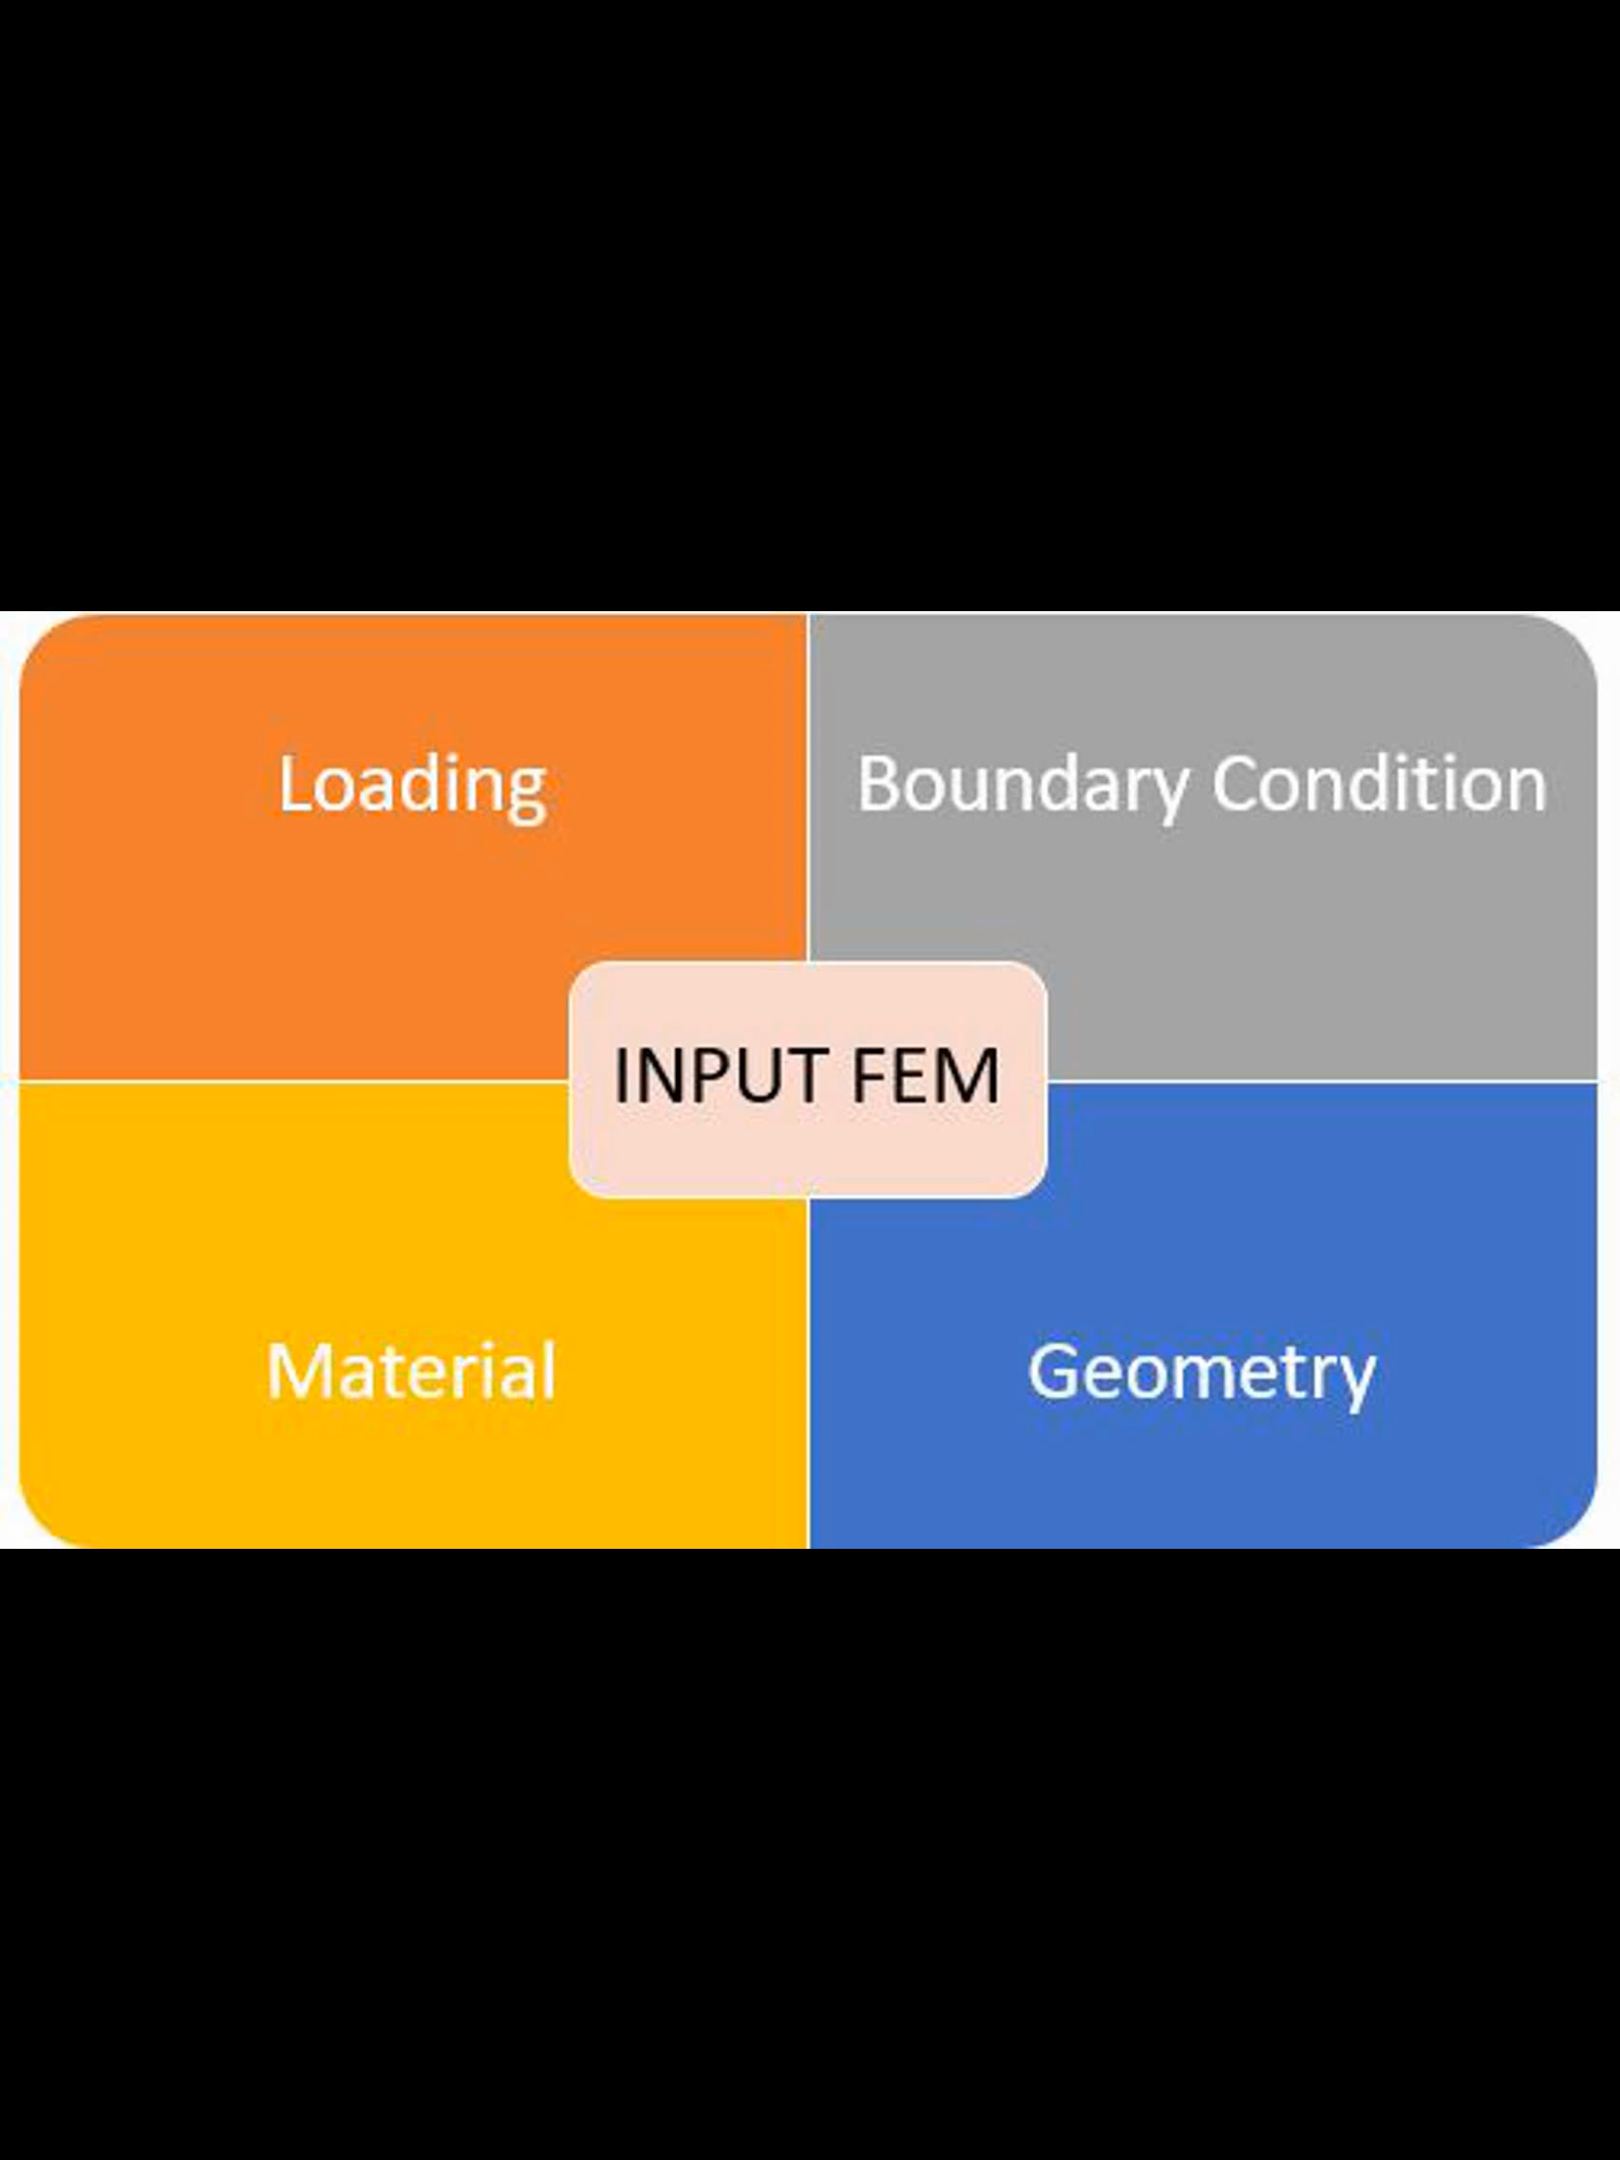 Loading
Boundary Condition
INPUT FEM
Material
Geometry